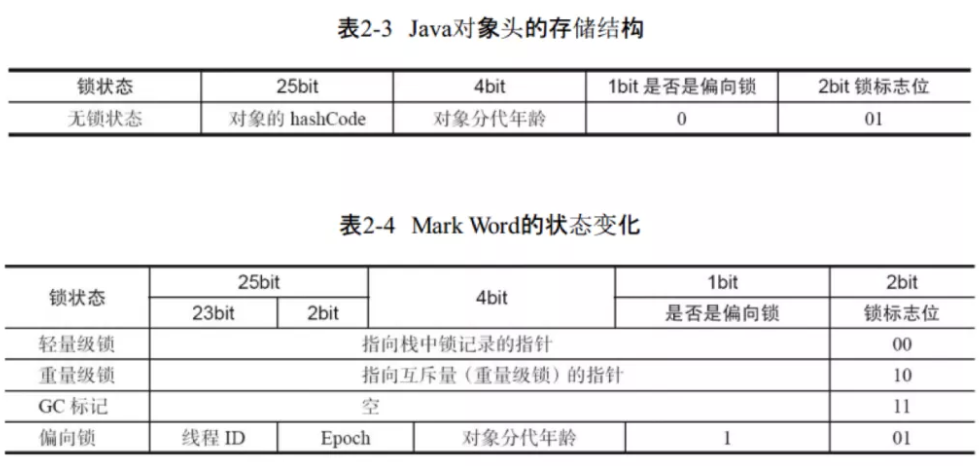 表2-3 Java对象头的存储结构
锁状态 25bit 4bit 1bit 是否是偏向锁 2bit 锁标志位
无锁状态 对象的 hashCode 对象分代年龄 0 01
表2-4 Mark Word的状态变化
锁状态 25bit 4bit 1bit 2bit
23bit 2bit 是否是偏向锁 锁标志位
轻量级锁 指向栈中锁记录的指针 00
重量级锁 指向互斥量（重量级锁）的指针 10
GC 标记 空 11
偏向锁 线程 ID Epoch 对象分代年龄 1 01